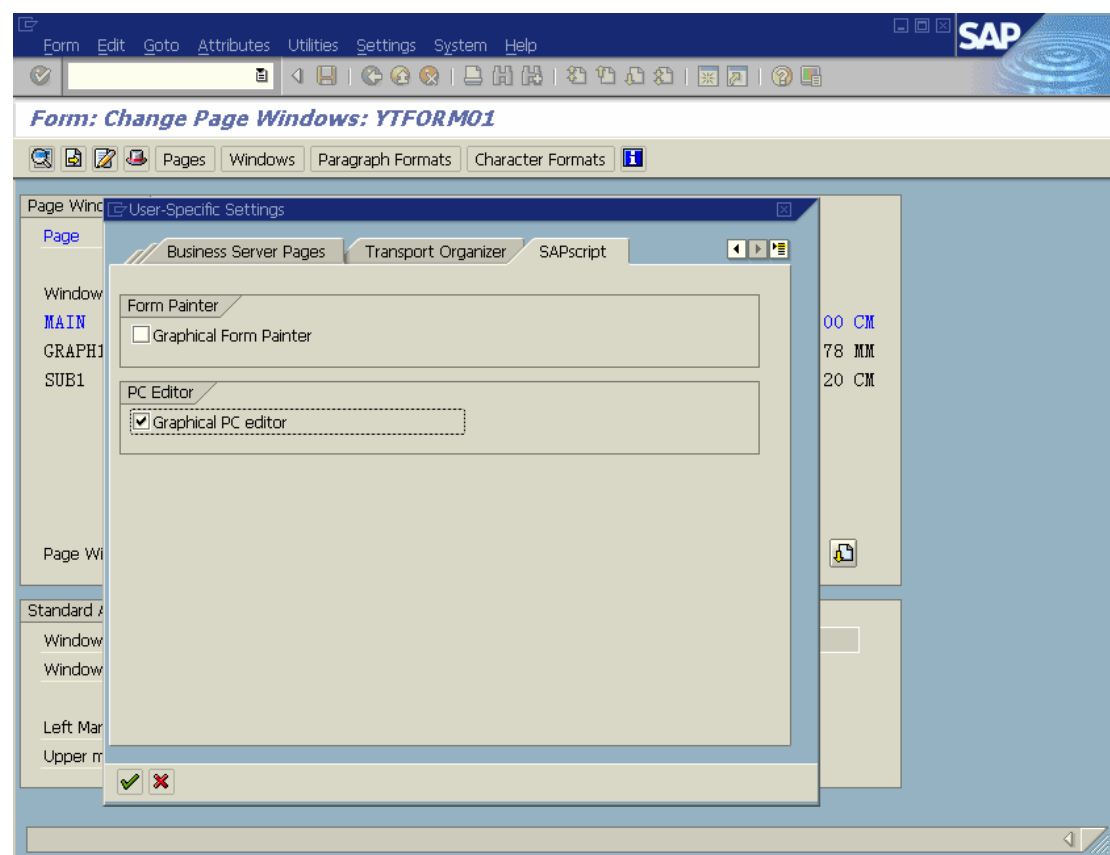 Form Edit Goto Attributes Utilities Settings System Help
SAP
Form: Change Page Windows: YTFORM01
Pages Windows Paragraph Formats Character Formats
Page Wind
User-Specific Settings
Page
Business Server Pages Transport Organizer SAPscript
Window
Form Painter
MAIN 00 CM
Graphical Form Painter
GRAPH1 78 MM
SUB1 20 CM
PC Editor
Graphical PC editor
Page Wi
Standard A
Window
Window
Left Mar
Upper m